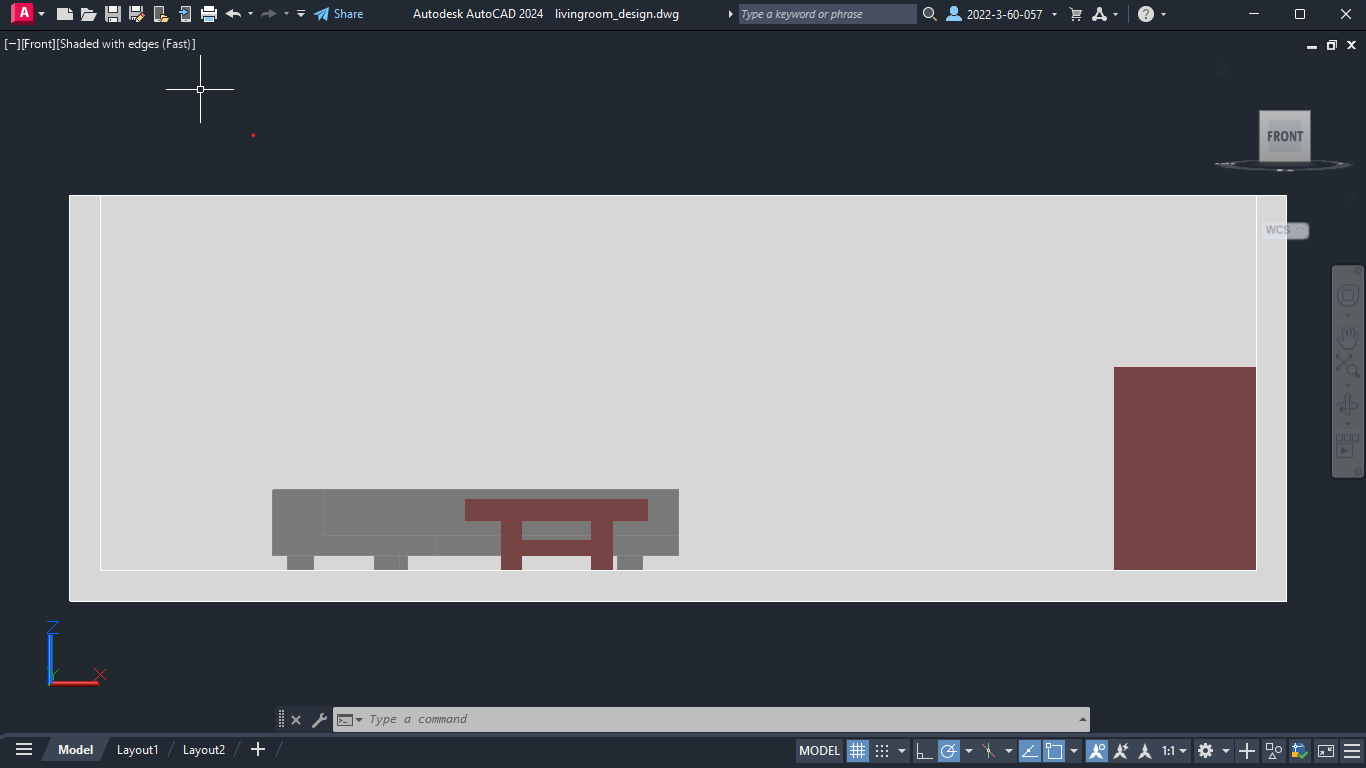 A Share Autodesk AutoCAD 2024 livingroom_design.dwg Type a keyword or phrase 2022-3-60-057 ?
[−][Front][Shaded with edges (Fast)]
FRONT
WCS
Z
Y X
Type a command
Model Layout1 Layout2 + MODEL 1:1